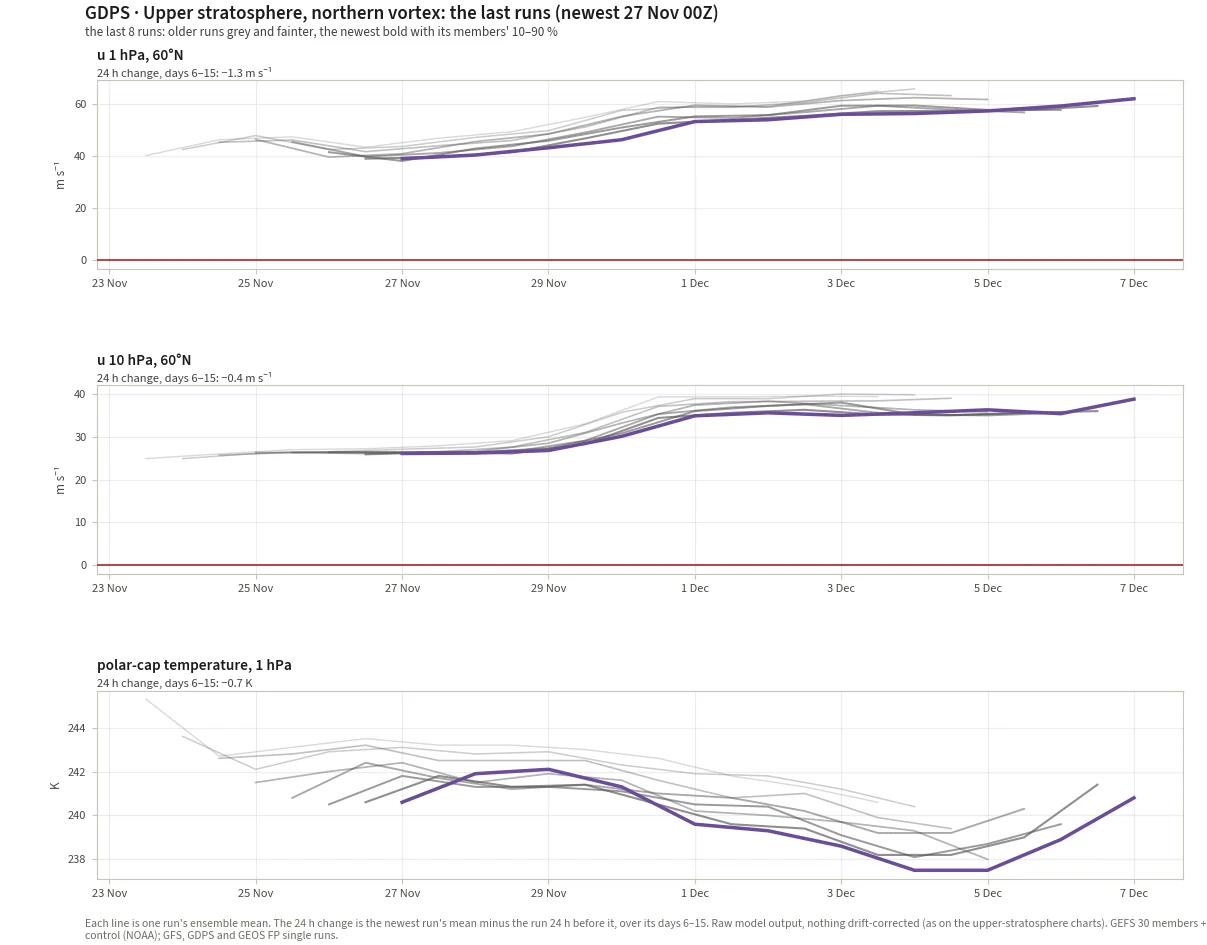 GDPS · Upper stratosphere, northern vortex: the last runs (newest 27 Nov 00Z)
the last 8 runs: older runs grey and fainter, the newest bold with its members' 10–90 %
u 1 hPa, 60°N
24 h change, days 6–15: −1.3 m s⁻¹
60
40
20
0
m s⁻¹
23 Nov 25 Nov 27 Nov 29 Nov 1 Dec 3 Dec 5 Dec 7 Dec
u 10 hPa, 60°N
24 h change, days 6–15: −0.4 m s⁻¹
40
30
20
10
0
m s⁻¹
23 Nov 25 Nov 27 Nov 29 Nov 1 Dec 3 Dec 5 Dec 7 Dec
polar-cap temperature, 1 hPa
24 h change, days 6–15: −0.7 K
244
242
240
238
K
23 Nov 25 Nov 27 Nov 29 Nov 1 Dec 3 Dec 5 Dec 7 Dec
Each line is one run's ensemble mean. The 24 h change is the newest run's mean minus the run 24 h before it, over its days 6–15. Raw model output, nothing drift-corrected (as on the upper-stratosphere charts). GEFS 30 members +
control (NOAA); GFS, GDPS and GEOS FP single runs.